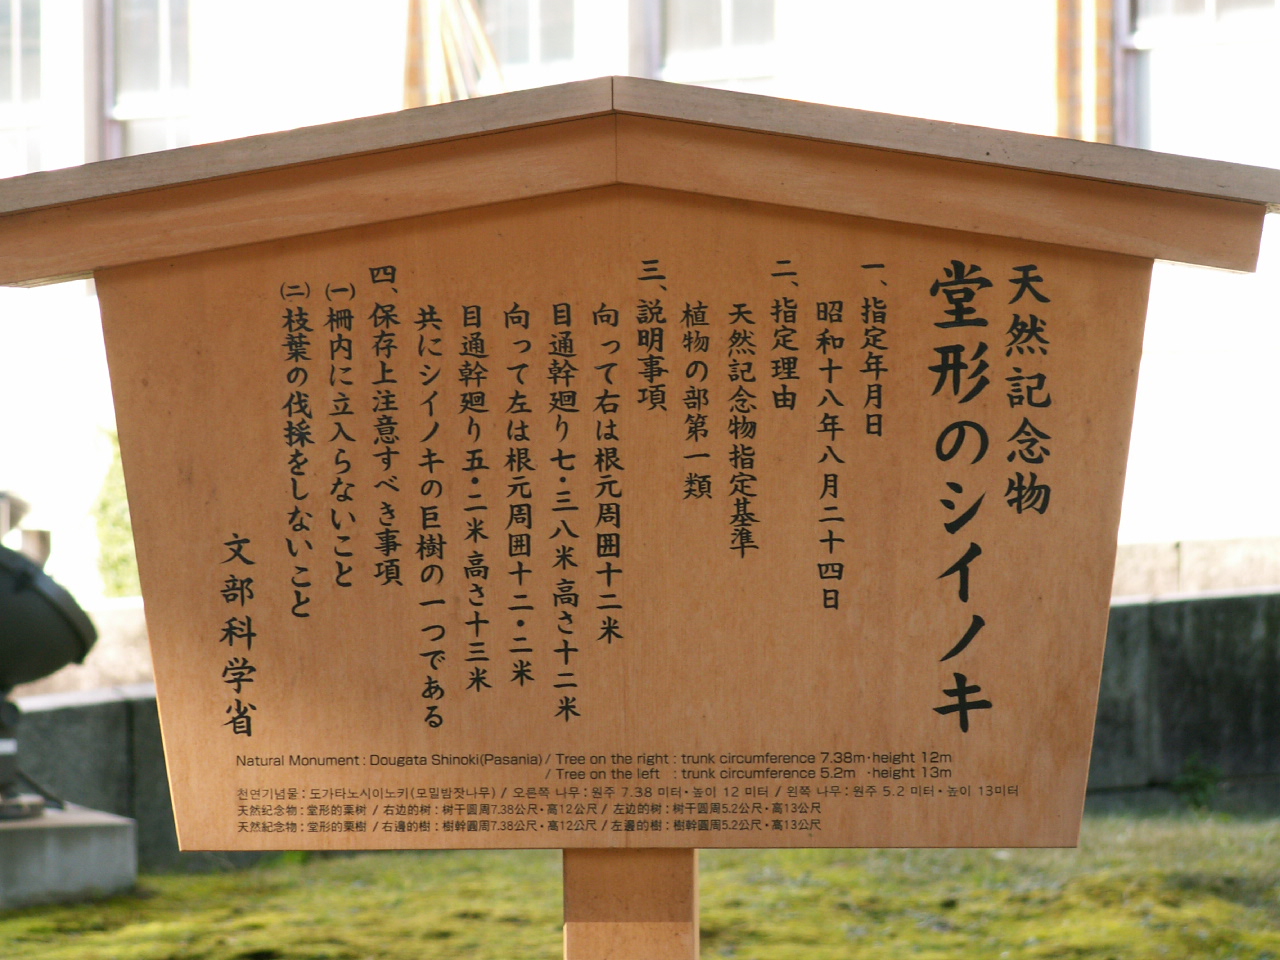 天然記念物
堂形のシイノキ
一、指定年月日
昭和十八年八月二十四日
二、指定理由
天然記念物指定基準
植物の部第一類
三、説明事項
向って右は根元周囲十二米
目通幹廻り七・三八米 高さ十二米
向って左は根元周囲十二・二米
目通幹廻り五・二米 高さ十三米
共にシイノキの巨樹の一つである
四、保存上注意すべき事項
㈠柵内に立入らないこと
㈡枝葉の伐採をしないこと
文部科学省
Natural Monument : Dougata Shinoki(Pasania) / Tree on the right : trunk circumference 7.38m·height 12m
/ Tree on the left : trunk circumference 5.2m ·height 13m
천연기념물 : 도가타노시이노키(모밀밤잣나무) / 오른쪽 나무 : 원주 7.38 미터·높이 12 미터 / 왼쪽 나무 : 원주 5.2 미터·높이 13미터
天然纪念物 : 堂形的栗树 / 右边的树 : 树干圆周7.38公尺·高12公尺 / 左边的树 : 树干圆周5.2公尺·高13公尺
天然紀念物 : 堂形的栗樹 / 右邊的樹 : 樹幹圓周7.38公尺·高12公尺 / 左邊的樹 : 樹幹圓周5.2公尺·高13公尺